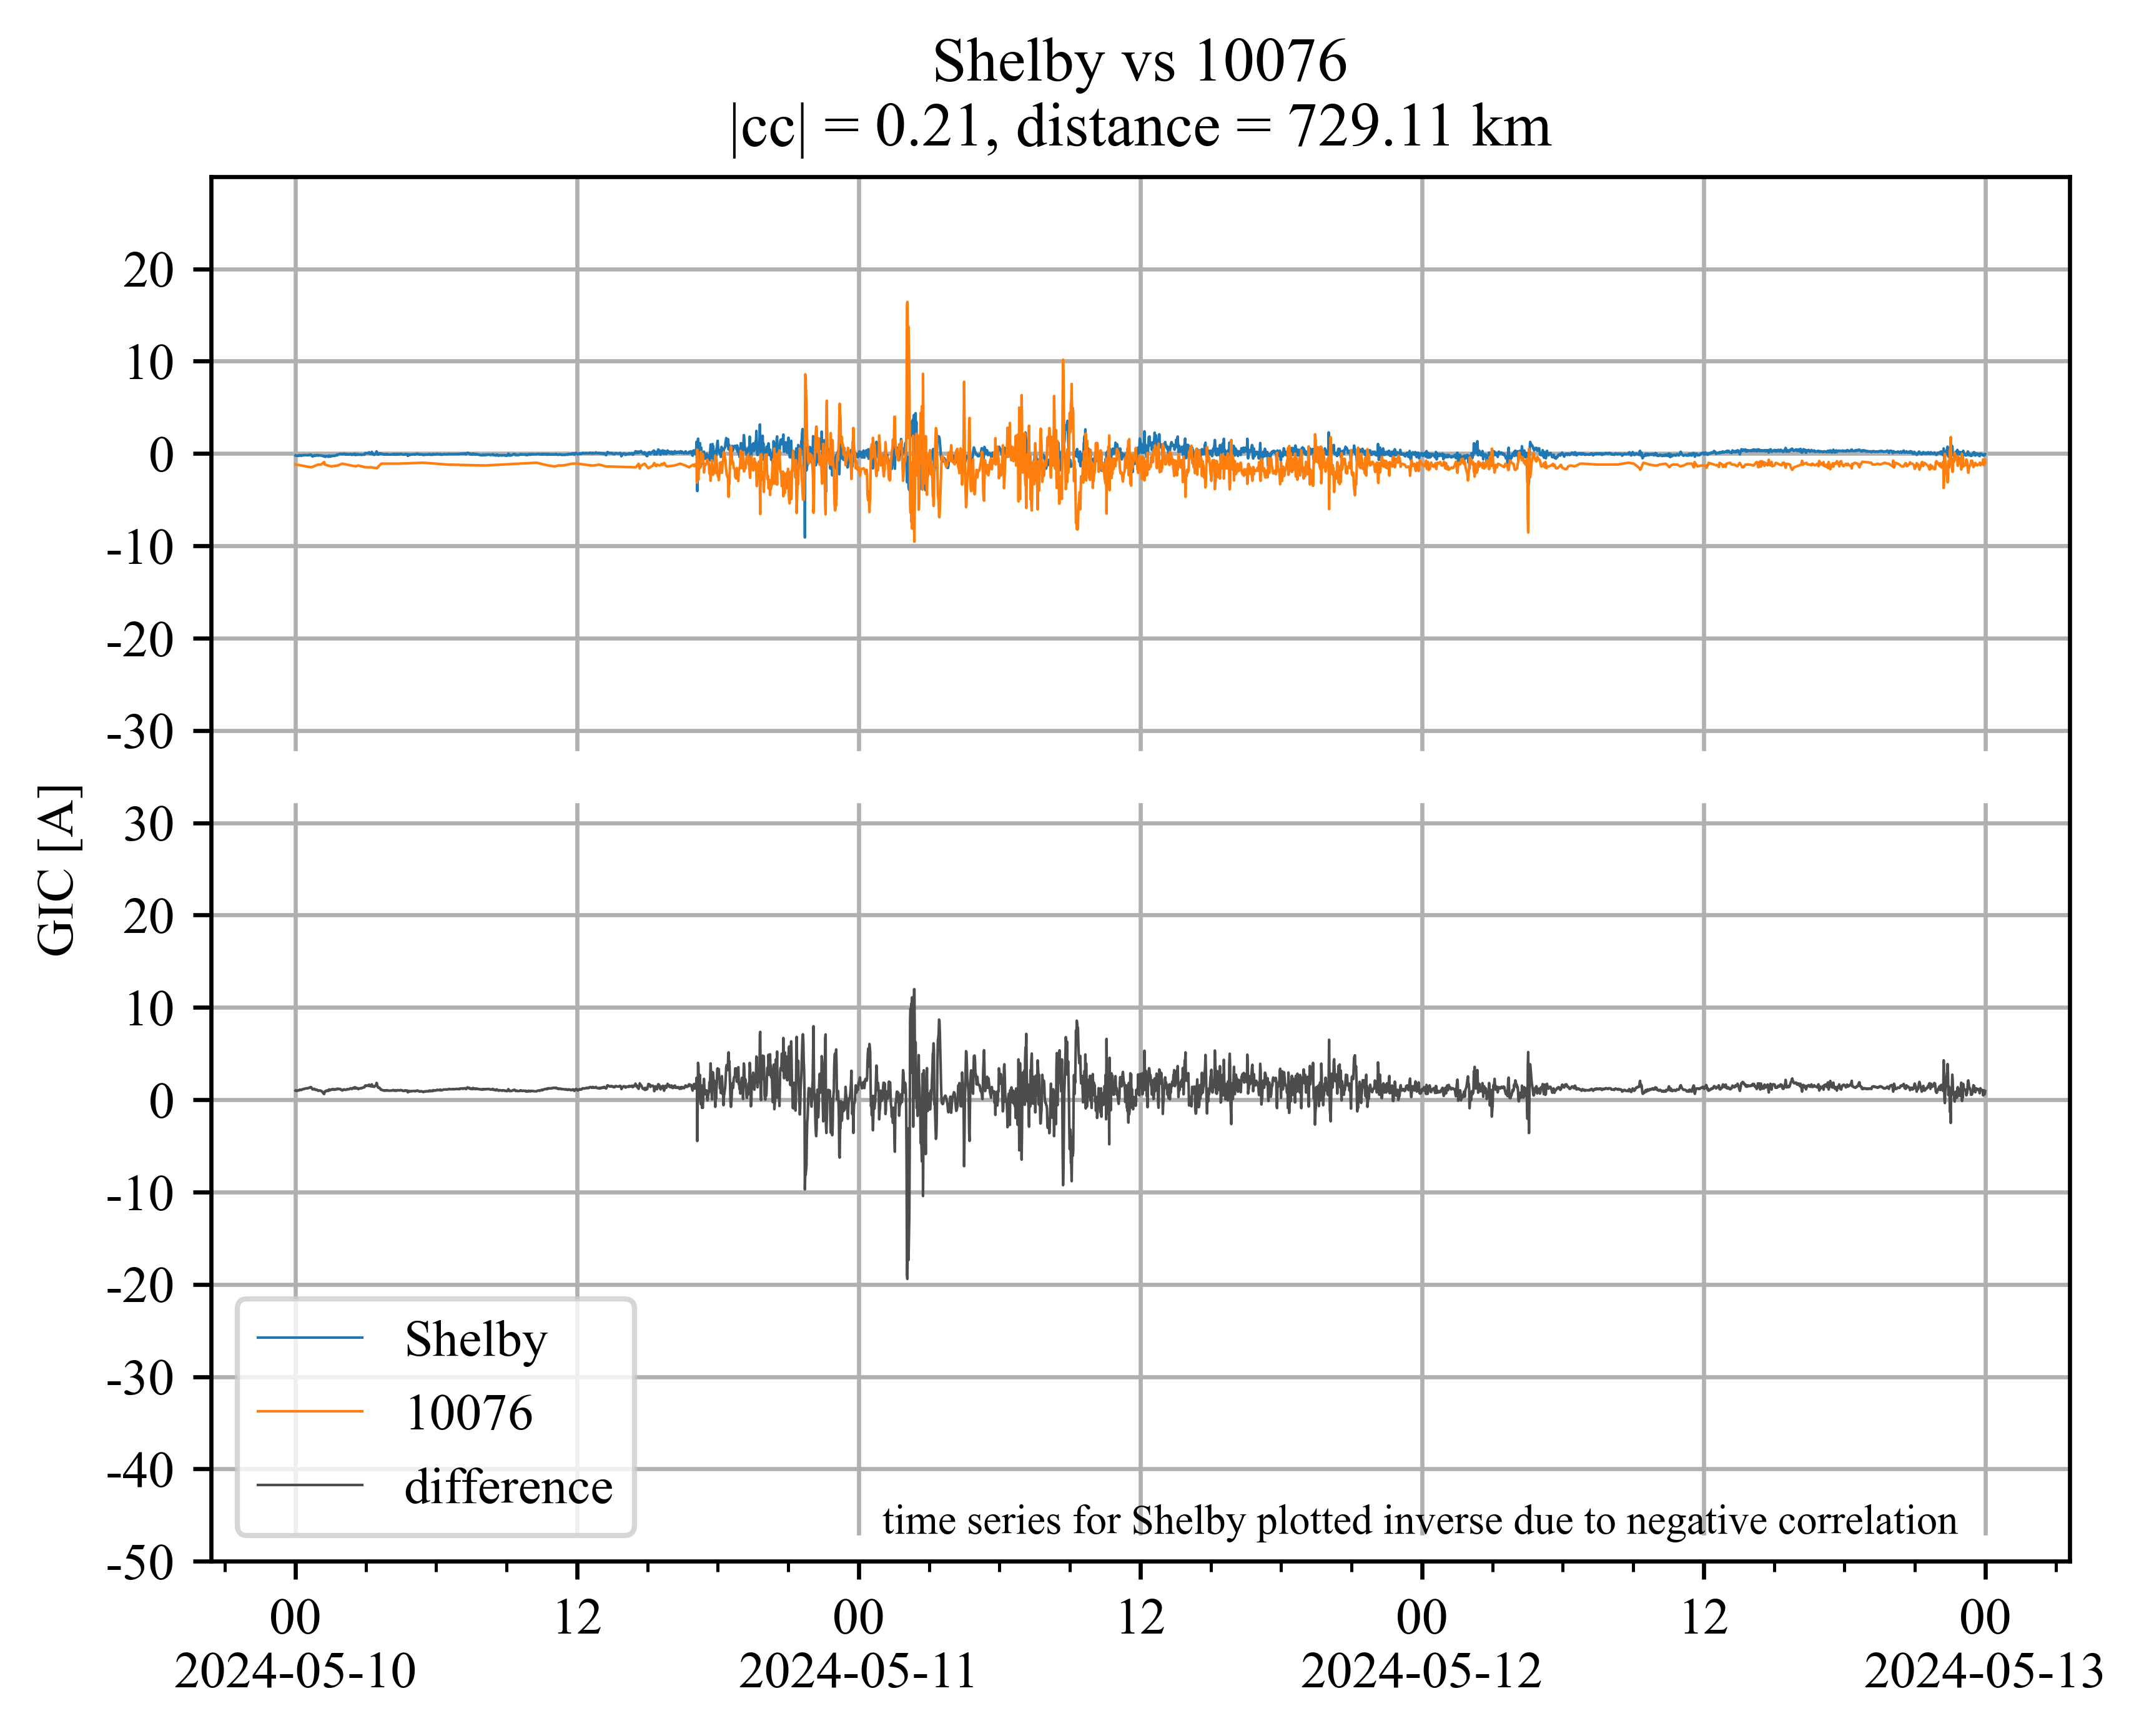 Shelby vs 10076
|cc| = 0.21, distance = 729.11 km
20
10
0
-10
-20
-30
30
20
10
0
-10
-20
-30
-40
-50
GIC [A]
Shelby
10076
difference
time series for Shelby plotted inverse due to negative correlation
00 12 00 12 00 12 00
2024-05-10 2024-05-11 2024-05-12 2024-05-13